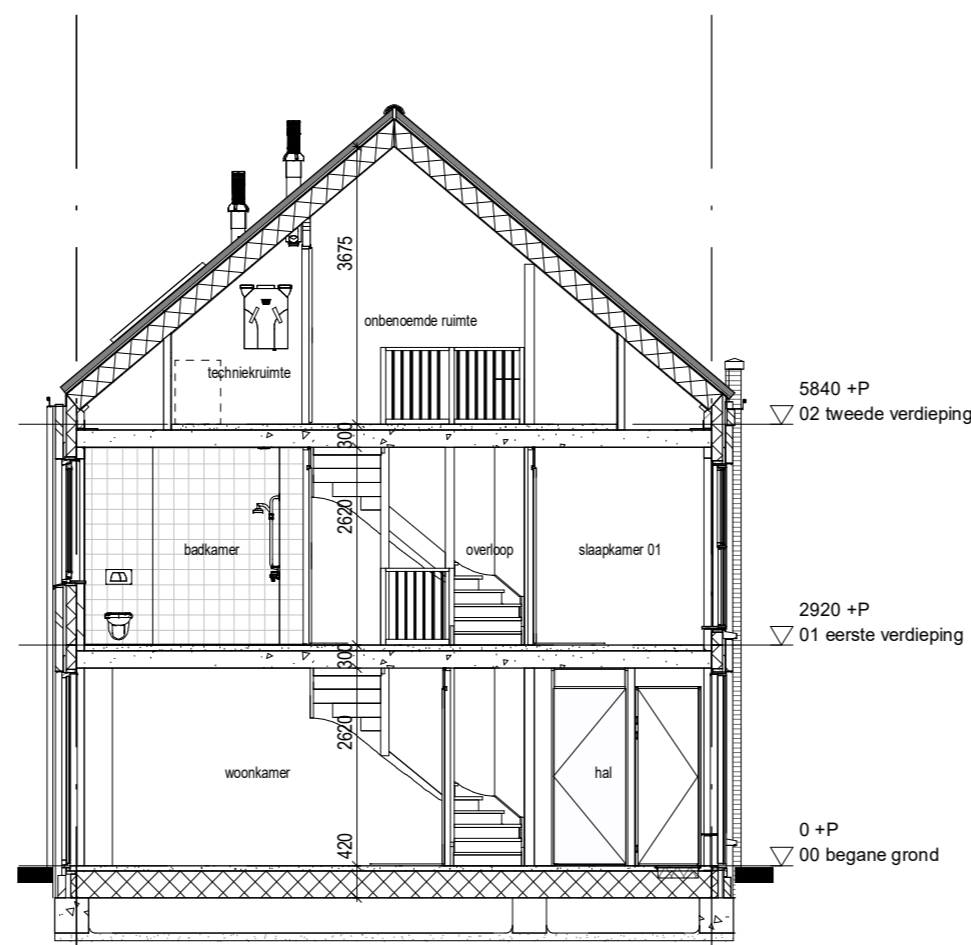 3675
onbenoemde ruimte
techniekruimte
5840 +P
02 tweede verdieping
300
2620
badkamer
overloop
slaapkamer 01
2920 +P
01 eerste verdieping
300
2620
woonkamer
hal
0 +P
00 begane grond
420